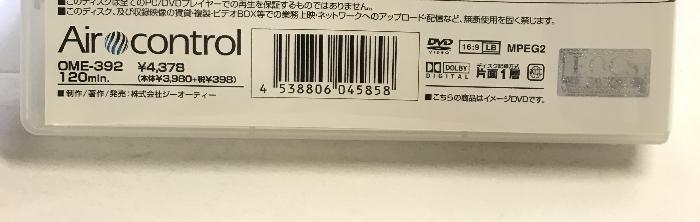 ■このディスクは全てのPC/DVDプレイヤーでの再生を保証するものではありません。
■このディスク、及び収録映像の賃貸・複製・ビデオBOX等での業務上映・ネットワークへのアップロード・配信など、無断使用を固く禁じます。
Air control
OME-392 ¥4,378
120min. (本体¥3,980+税¥398)
■制作/著作/発売:株式会社ジーオーティー
4 538806 045858
DVD VIDEO 16:9 LB MPEG2
DOLBY DIGITAL ディスク記録方式 片面1層
■こちらの商品はイメージDVDです。